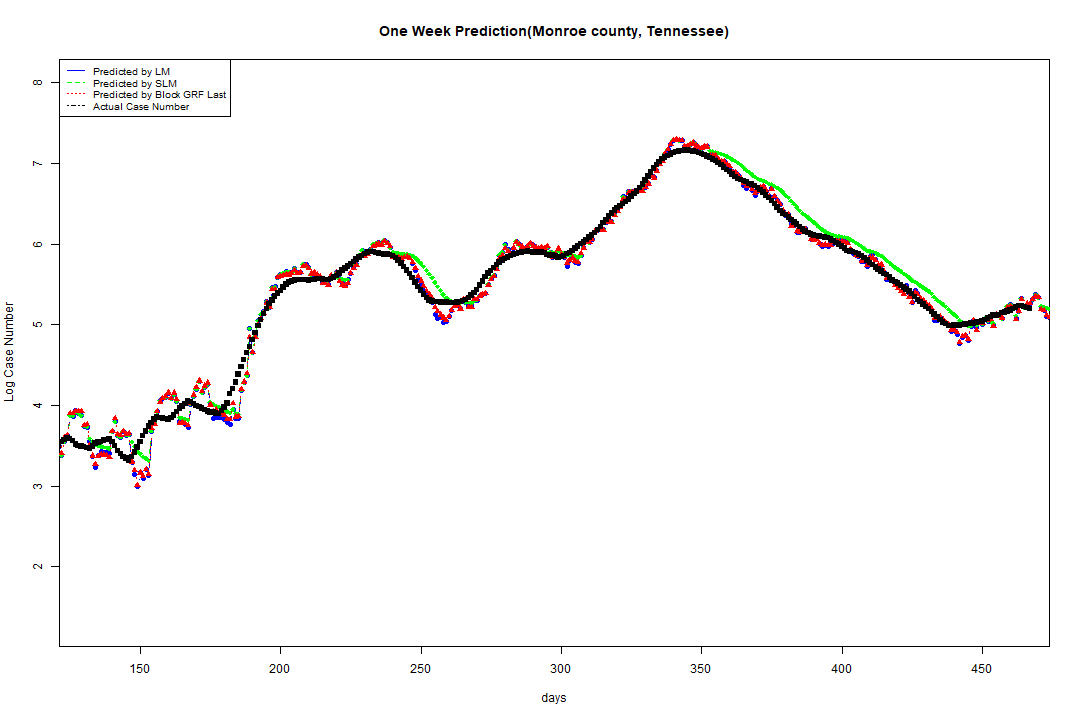 One Week Prediction(Monroe county, Tennessee)
Predicted by LM
Predicted by SLM
Predicted by Block GRF Last
Actual Case Number
8
7
6
5
4
3
2
Log Case Number
150 200 250 300 350 400 450
days